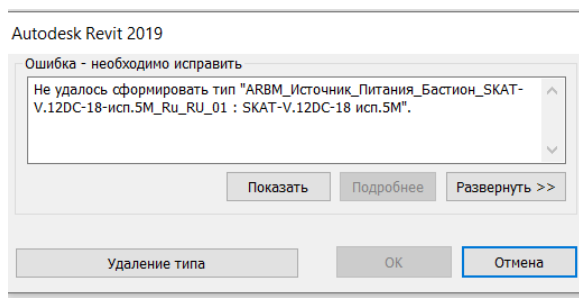 Autodesk Revit 2019
Ошибка - необходимо исправить
Не удалось сформировать тип "ARBM_Источник_Питания_Бастион_SKAT-
V.12DC-18-исп.5M_Ru_RU_01 : SKAT-V.12DC-18 исп.5M".
Показать
Подробнее
Развернуть >>
Удаление типа
ОК
Отмена